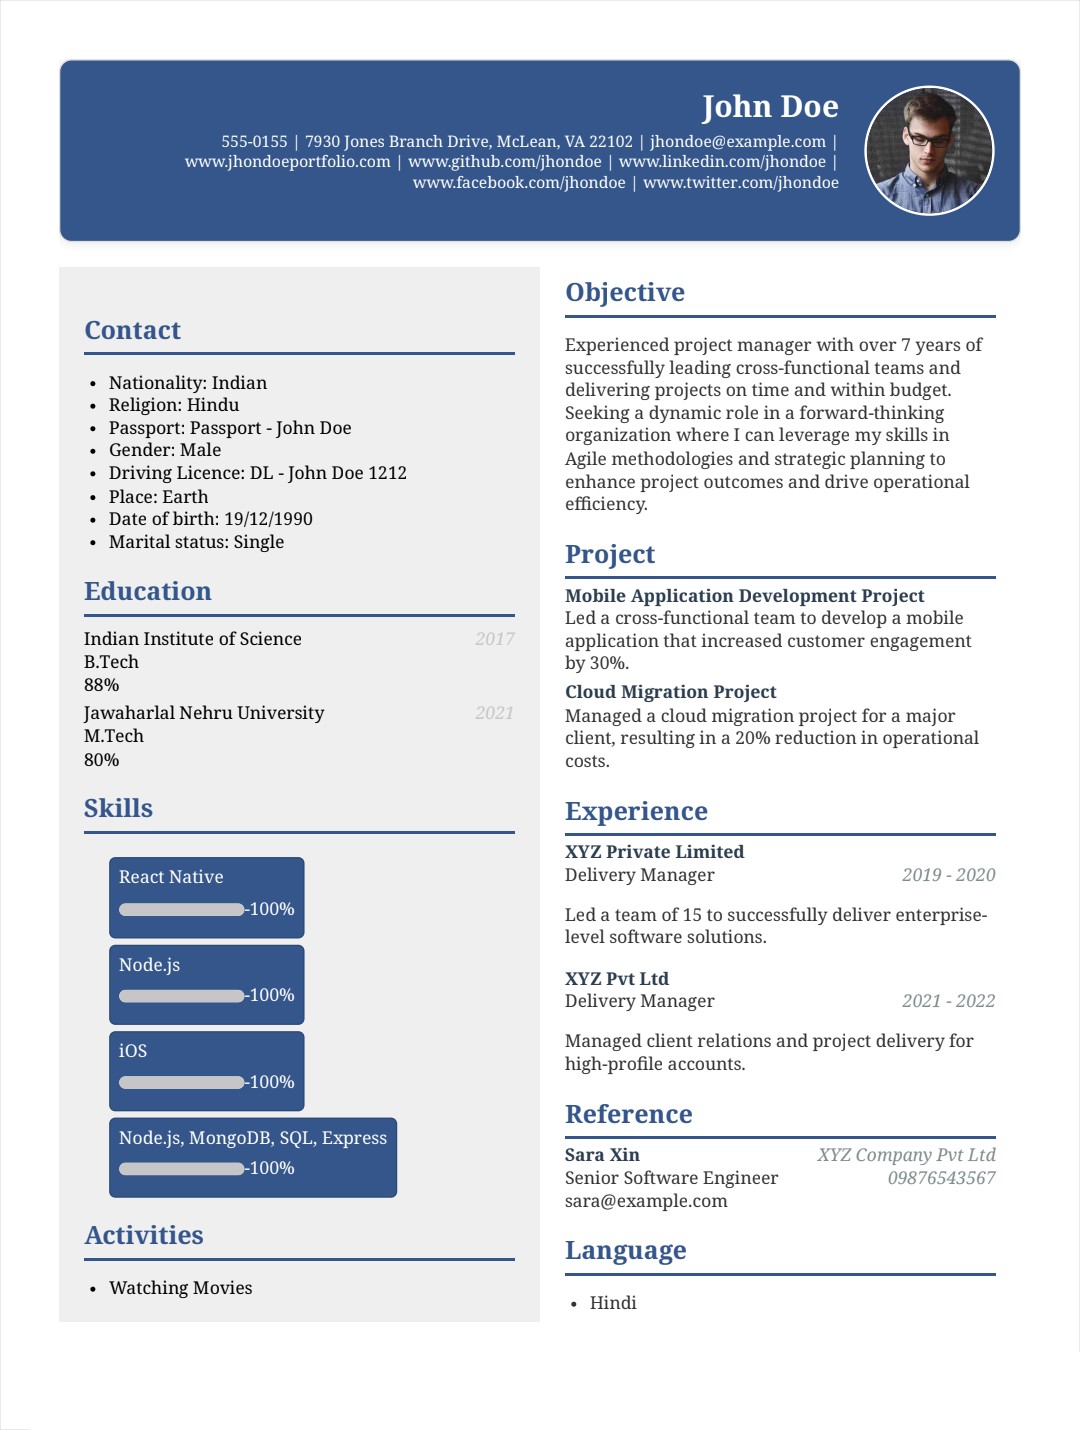 John Doe
555-0155 | 7930 Jones Branch Drive, McLean, VA 22102 | jhondoe@example.com |
www.jhondoeportfolio.com | www.github.com/jhondoe | www.linkedin.com/jhondoe |
www.facebook.com/jhondoe | www.twitter.com/jhondoe
Contact
• Nationality: Indian
• Religion: Hindu
• Passport: Passport - John Doe
• Gender: Male
• Driving Licence: DL - John Doe 1212
• Place: Earth
• Date of birth: 19/12/1990
• Marital status: Single
Education
Indian Institute of Science 2017
B.Tech
88%
Jawaharlal Nehru University 2021
M.Tech
80%
Skills
React Native
-100%
Node.js
-100%
iOS
-100%
Node.js, MongoDB, SQL, Express
-100%
Activities
• Watching Movies
Objective
Experienced project manager with over 7 years of
successfully leading cross-functional teams and
delivering projects on time and within budget.
Seeking a dynamic role in a forward-thinking
organization where I can leverage my skills in
Agile methodologies and strategic planning to
enhance project outcomes and drive operational
efficiency.
Project
Mobile Application Development Project
Led a cross-functional team to develop a mobile
application that increased customer engagement
by 30%.
Cloud Migration Project
Managed a cloud migration project for a major
client, resulting in a 20% reduction in operational
costs.
Experience
XYZ Private Limited
Delivery Manager 2019 - 2020
Led a team of 15 to successfully deliver enterprise-
level software solutions.
XYZ Pvt Ltd
Delivery Manager 2021 - 2022
Managed client relations and project delivery for
high-profile accounts.
Reference
Sara Xin XYZ Company Pvt Ltd
Senior Software Engineer 09876543567
sara@example.com
Language
• Hindi